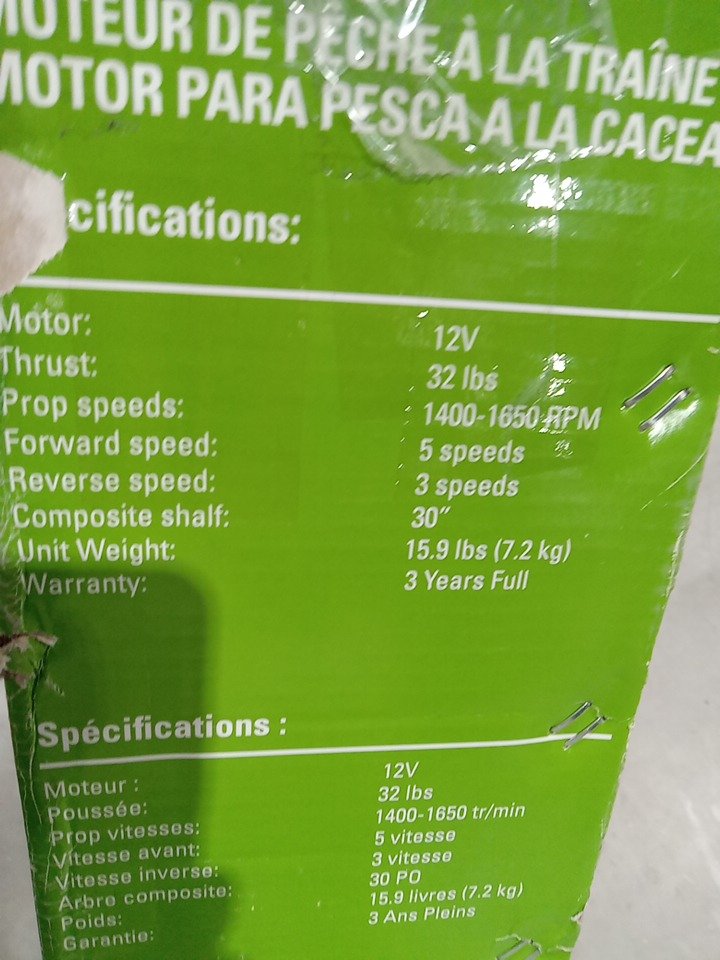 MOTEUR DE PÊCHE À LA TRAÎNE
MOTOR PARA PESCA A LA CACEA
cifications:
Motor: 12V
Thrust: 32 lbs
Prop speeds: 1400-1650 RPM
Forward speed: 5 speeds
Reverse speed: 3 speeds
Composite shalf: 30"
Unit Weight: 15.9 lbs (7.2 kg)
Warranty: 3 Years Full
Spécifications :
Moteur : 12V
Poussée: 32 lbs
Prop vitesses: 1400-1650 tr/min
Vitesse avant: 5 vitesse
Vitesse inverse: 3 vitesse
Arbre composite: 30 PO
Poids: 15.9 livres (7.2 kg)
Garantie: 3 Ans Pleins